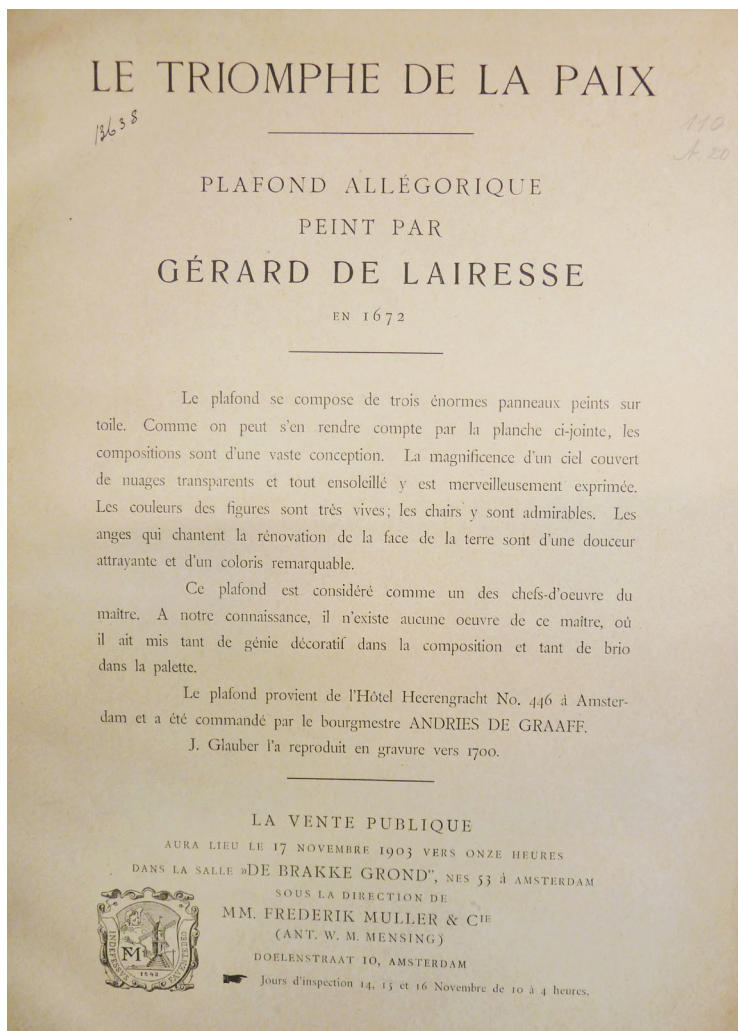 LE TRIOMPHE DE LA PAIX
13638
110
A. 20
PLAFOND ALLÉGORIQUE
PEINT PAR
GÉRARD DE LAIRESSE
EN 1672
Le plafond se compose de trois énormes panneaux peints sur
toile. Comme on peut s'en rendre compte par la planche ci-jointe, les
compositions sont d'une vaste conception. La magnificence d'un ciel couvert
de nuages transparents et tout ensoleillé y est merveilleusement exprimée.
Les couleurs des figures sont très vives; les chairs y sont admirables. Les
anges qui chantent la rénovation de la face de la terre sont d'une douceur
attrayante et d'un coloris remarquable.
Ce plafond est considéré comme un des chefs-d'oeuvre du
maître. A notre connaissance, il n'existe aucune oeuvre de ce maître, où
il ait mis tant de génie décoratif dans la composition et tant de brio
dans la palette.
Le plafond provient de l'Hôtel Heerengracht No. 446 à Amster-
dam et a été commandé par le bourgmestre ANDRIES DE GRAAFF.
J. Glauber l'a reproduit en gravure vers 1700.
LA VENTE PUBLIQUE
AURA LIEU LE 17 NOVEMBRE 1903 VERS ONZE HEURES
DANS LA SALLE »DE BRAKKE GROND", NES 53 à AMSTERDAM
SOUS LA DIRECTION DE
MM. FREDERIK MULLER & CIE
(ANT. W. M. MENSING)
DOELENSTRAAT 10, AMSTERDAM
Jours d'inspection 14, 15 et 16 Novembre de 10 à 4 heures.
INDEFESSVS
M
1843